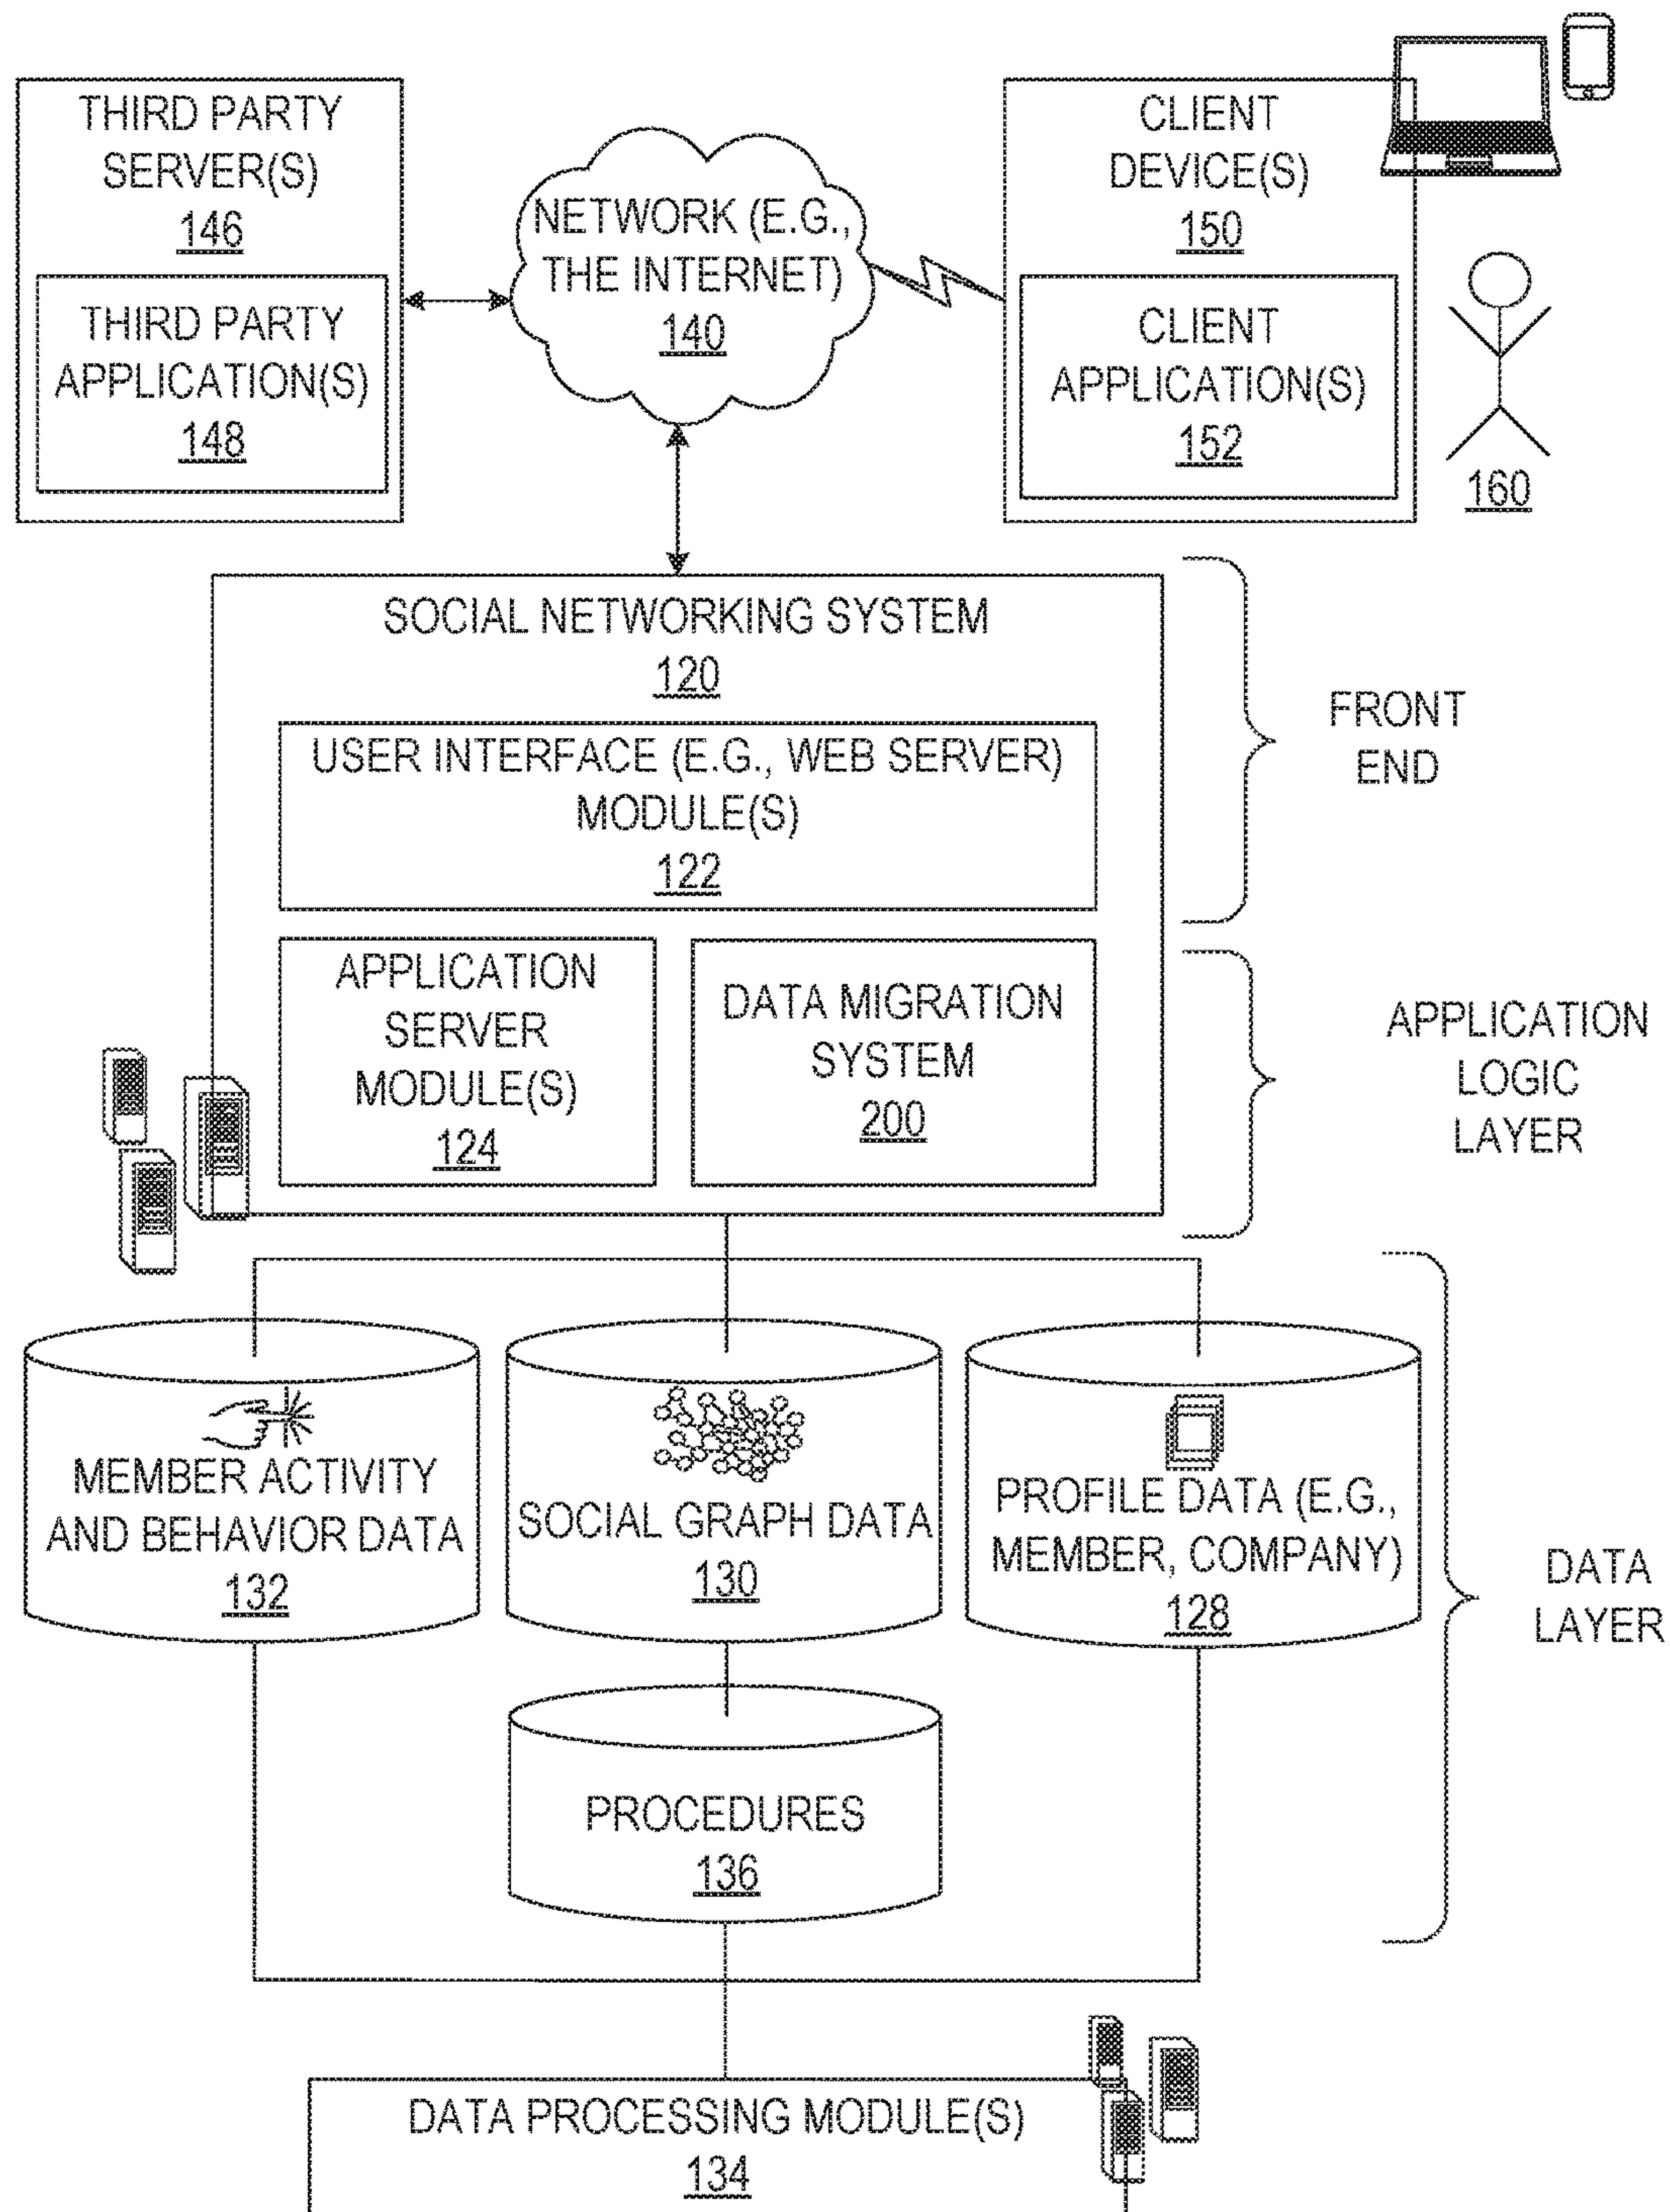 THIRD PARTY
SERVER(S)
146
THIRD PARTY
APPLICATION(S)
148
NETWORK (E.G.,
THE INTERNET)
140
CLIENT
DEVICE(S)
150
CLIENT
APPLICATION(S)
152
160
SOCIAL NETWORKING SYSTEM
120
USER INTERFACE (E.G., WEB SERVER)
MODULE(S)
122
FRONT
END
APPLICATION
SERVER
MODULE(S)
124
DATA MIGRATION
SYSTEM
200
APPLICATION
LOGIC
LAYER
MEMBER ACTIVITY
AND BEHAVIOR DATA
132
SOCIAL GRAPH DATA
130
PROFILE DATA (E.G.,
MEMBER, COMPANY)
128
DATA
LAYER
PROCEDURES
136
DATA PROCESSING MODULE(S)
134